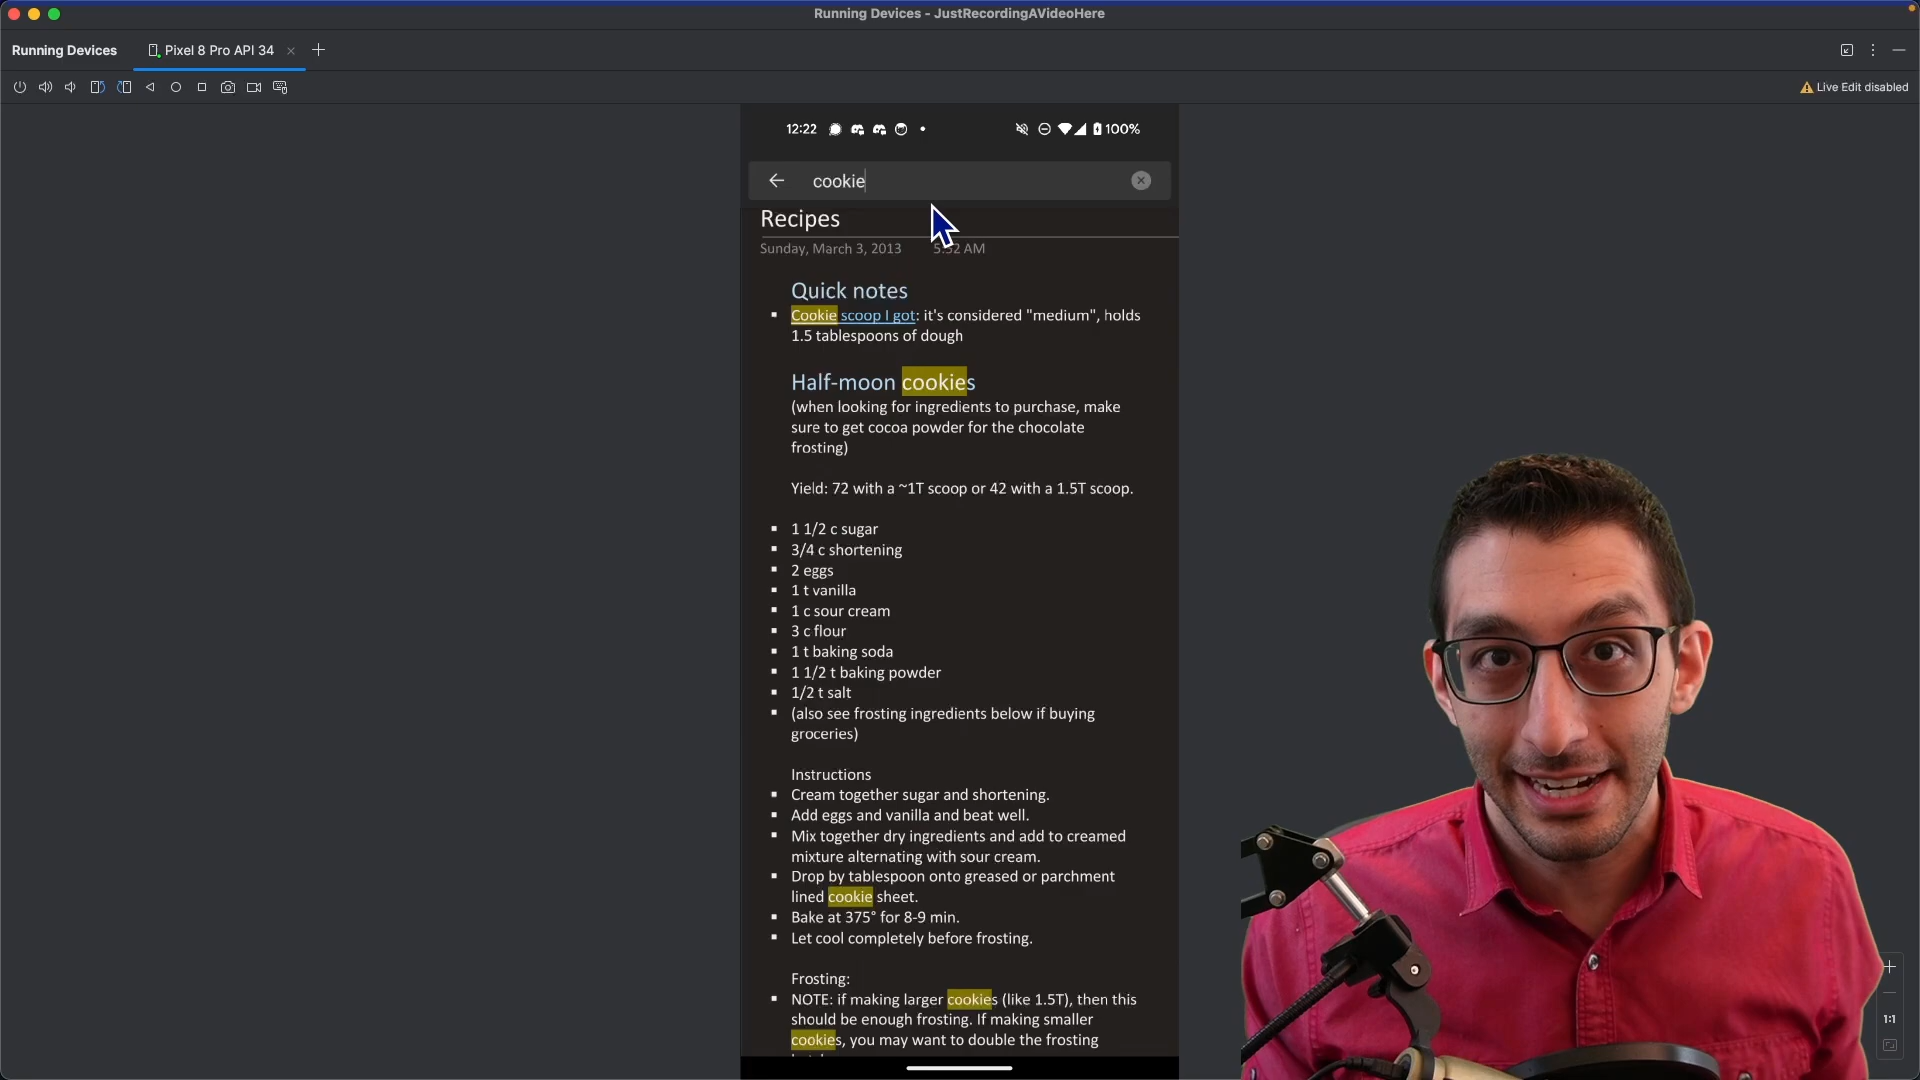 Running Devices - JustRecordingAVideoHere
Running Devices
Pixel 8 Pro API 34
Live Edit disabled
12:22
100%
cookie
Recipes
Sunday, March 3, 2013
AM
Quick notes
▪ Cookie scoop I got: it's considered "medium", holds
1.5 tablespoons of dough
Half-moon cookies
(when looking for ingredients to purchase, make
sure to get cocoa powder for the chocolate
frosting)
Yield: 72 with a ~1T scoop or 42 with a 1.5T scoop.
▪ 1 1/2 c sugar
▪ 3/4 c shortening
▪ 2 eggs
▪ 1 t vanilla
▪ 1 c sour cream
▪ 3 c flour
▪ 1 t baking soda
▪ 1 1/2 t baking powder
▪ 1/2 t salt
▪ (also see frosting ingredients below if buying
groceries)
Instructions
▪ Cream together sugar and shortening.
▪ Add eggs and vanilla and beat well.
▪ Mix together dry ingredients and add to creamed
mixture alternating with sour cream.
▪ Drop by tablespoon onto greased or parchment
lined cookie sheet.
▪ Bake at 375° for 8-9 min.
▪ Let cool completely before frosting.
Frosting:
▪ NOTE: if making larger cookies (like 1.5T), then this
should be enough frosting. If making smaller
cookies, you may want to double the frosting
1:1